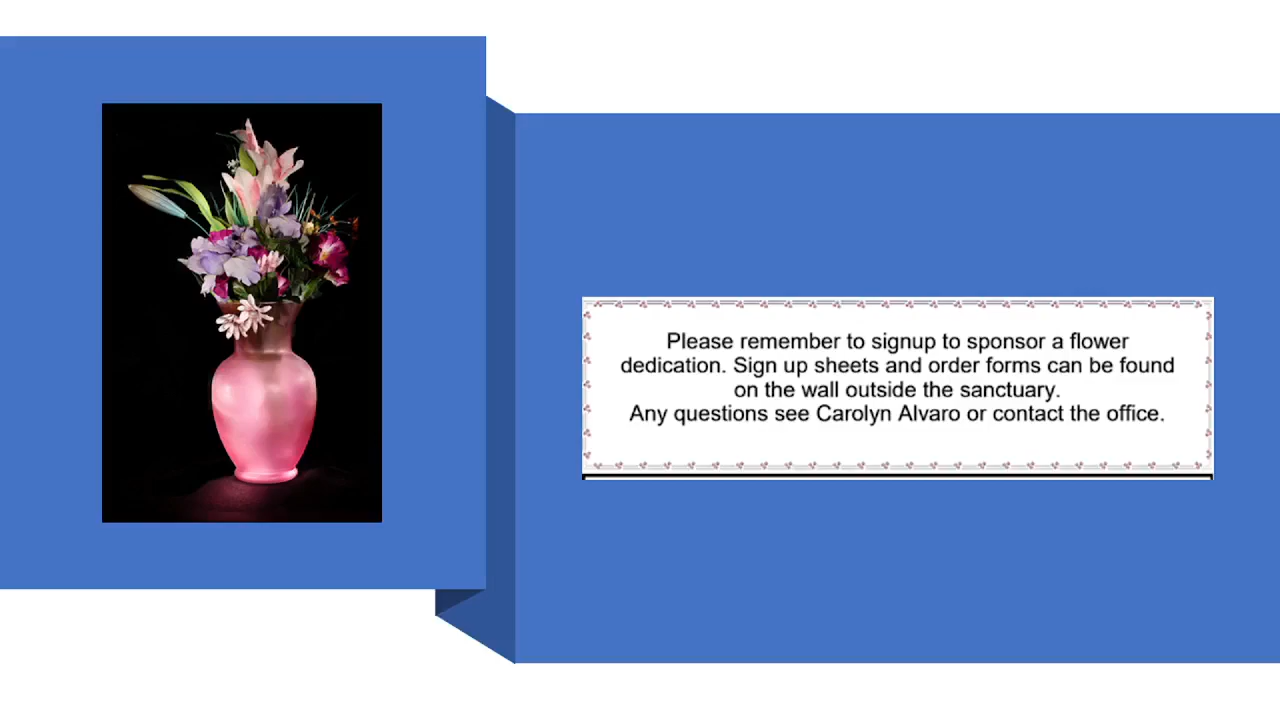 Please remember to signup to sponsor a flower
dedication. Sign up sheets and order forms can be found
on the wall outside the sanctuary.
Any questions see Carolyn Alvaro or contact the office.